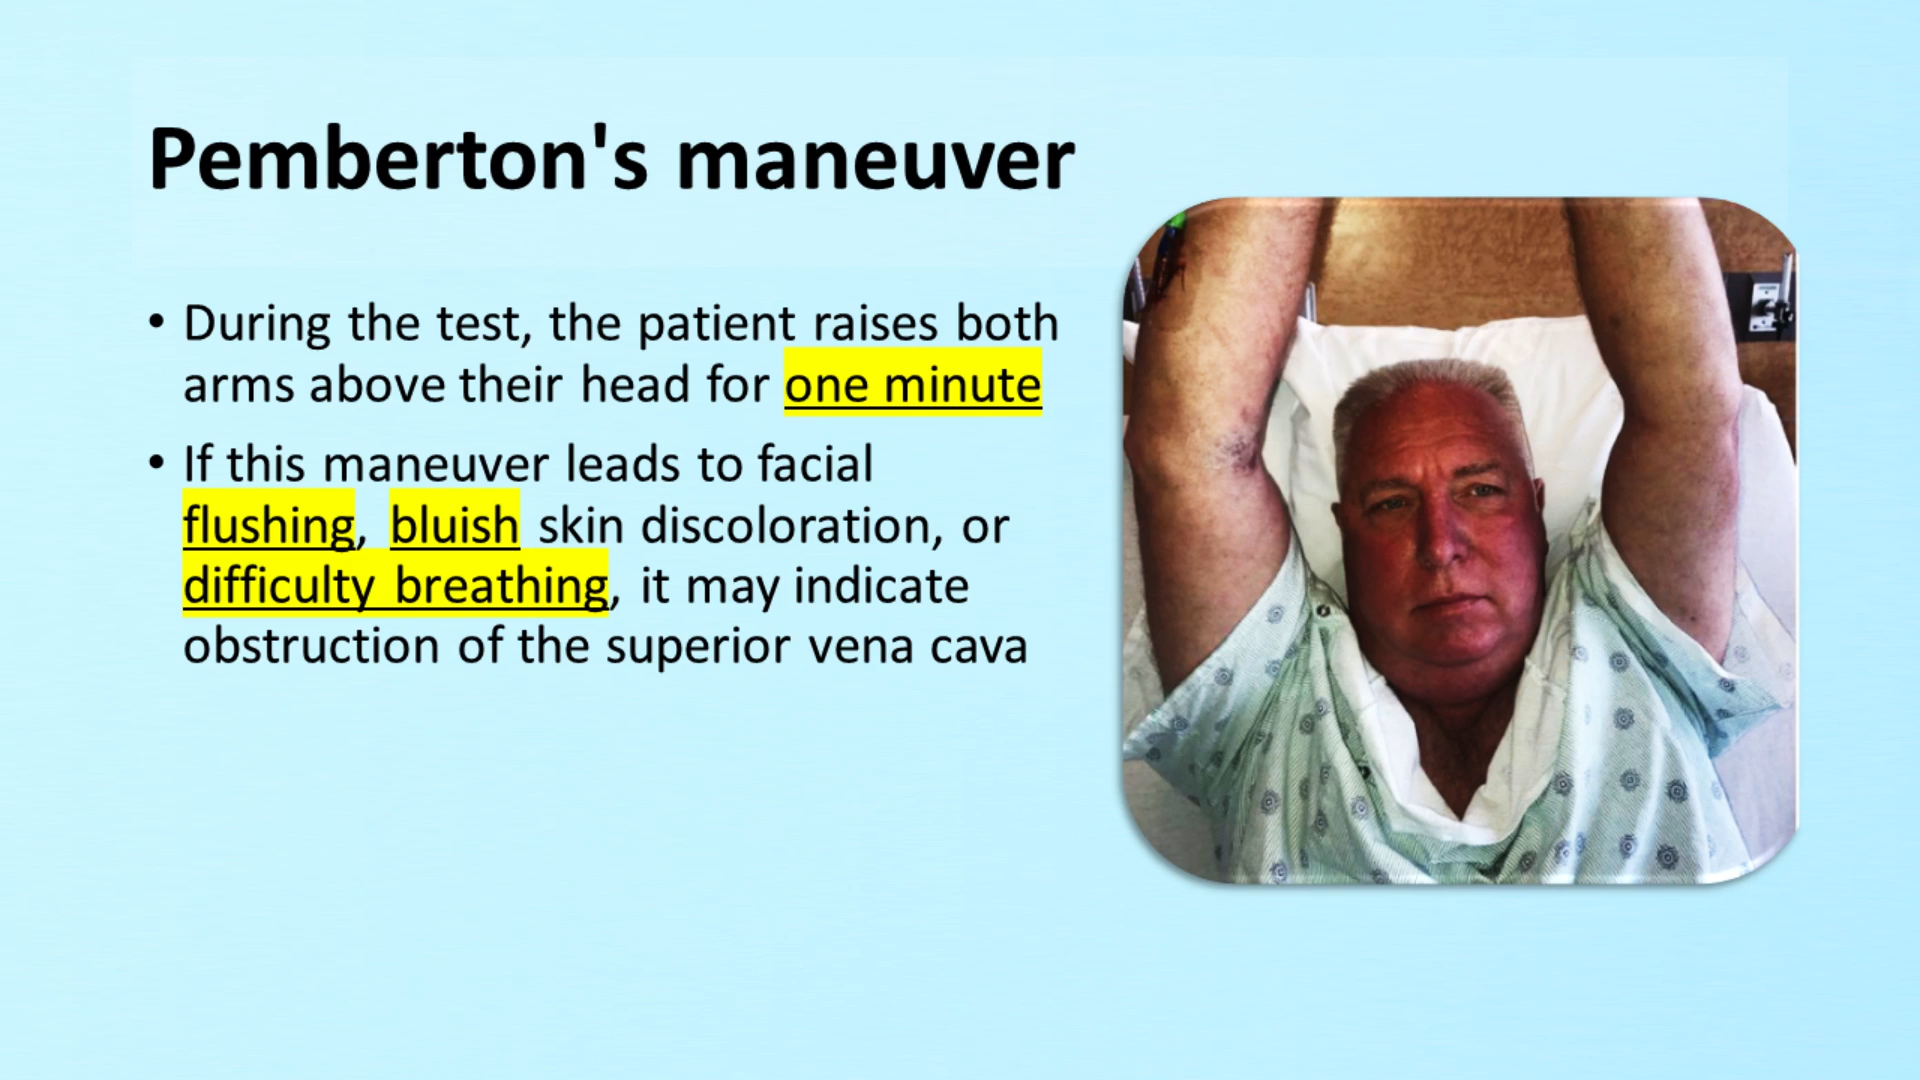 Pemberton's maneuver
• During the test, the patient raises both
arms above their head for one minute
• If this maneuver leads to facial
flushing, bluish skin discoloration, or
difficulty breathing, it may indicate
obstruction of the superior vena cava